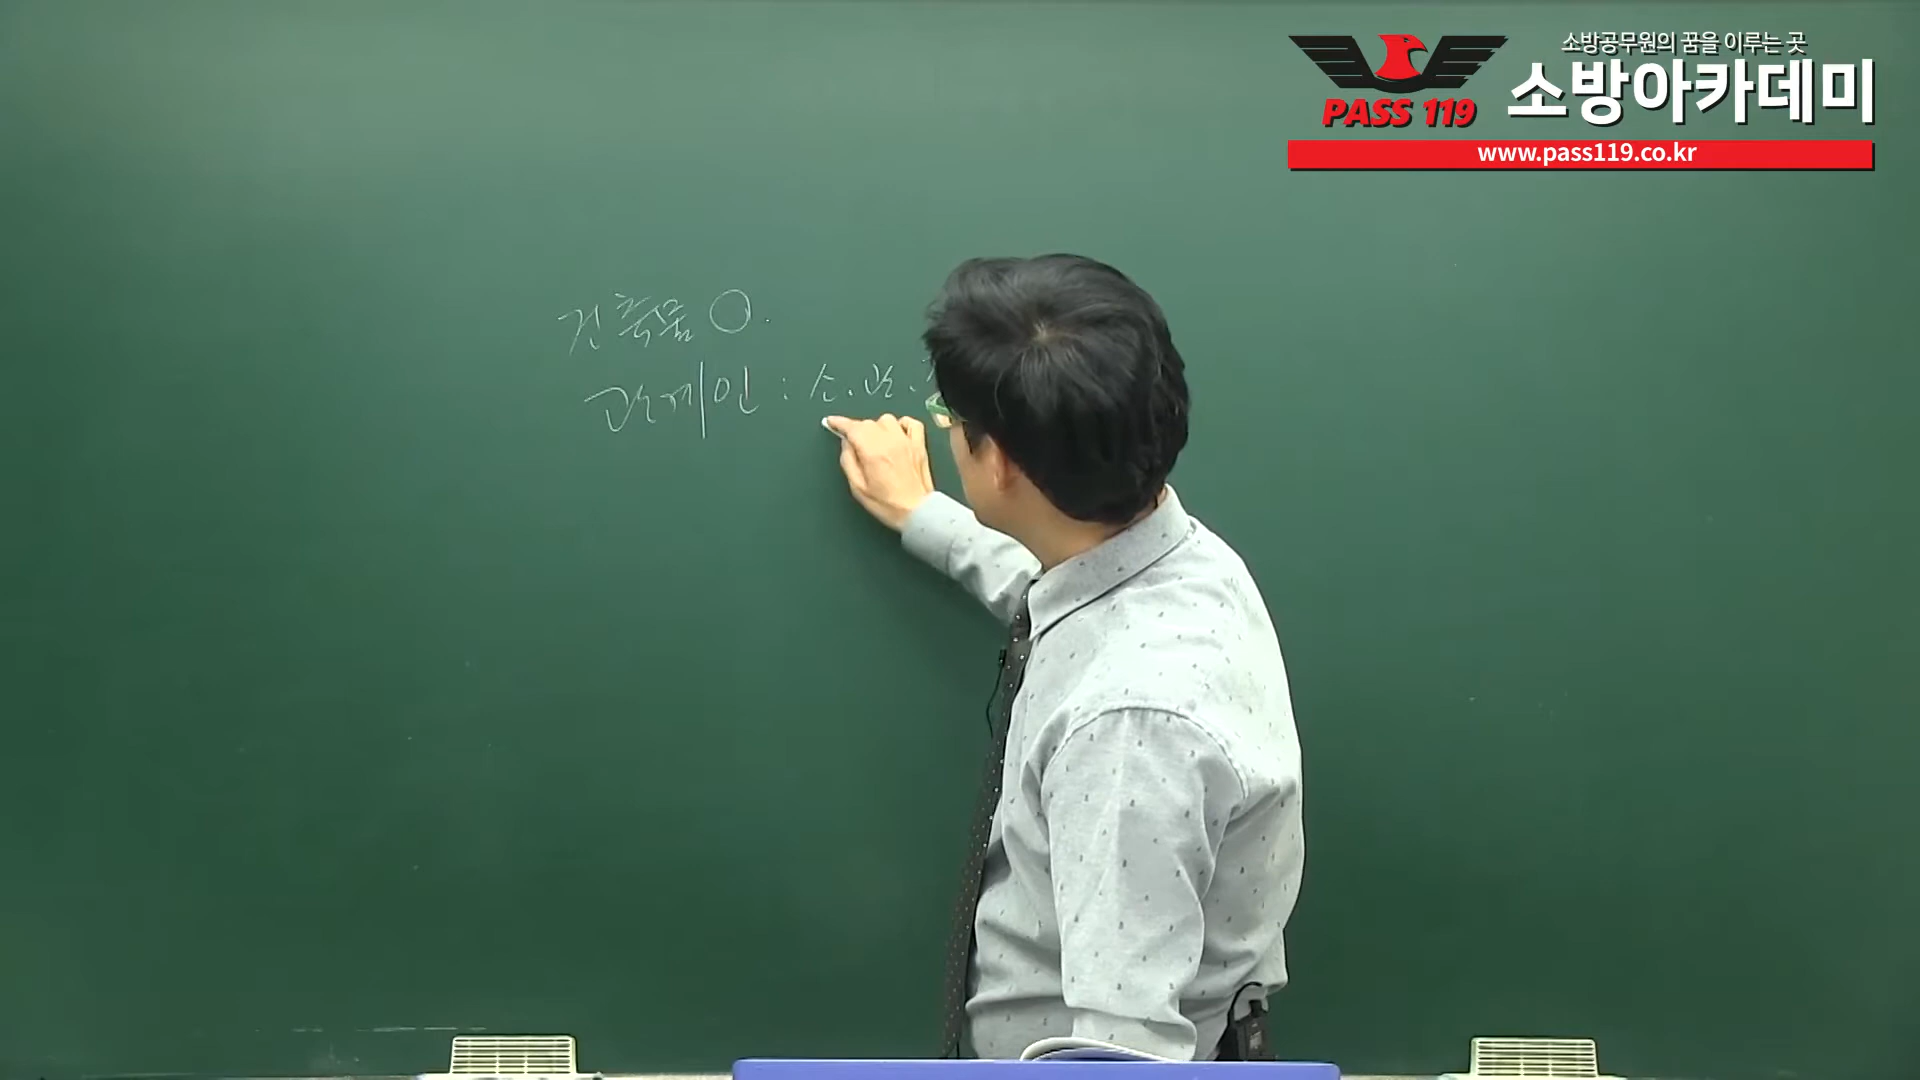 소방공무원의 꿈을 이루는 곳
PASS 119 소방아카데미
www.pass119.co.kr
건축물 ○.
관계인 : 소.관.